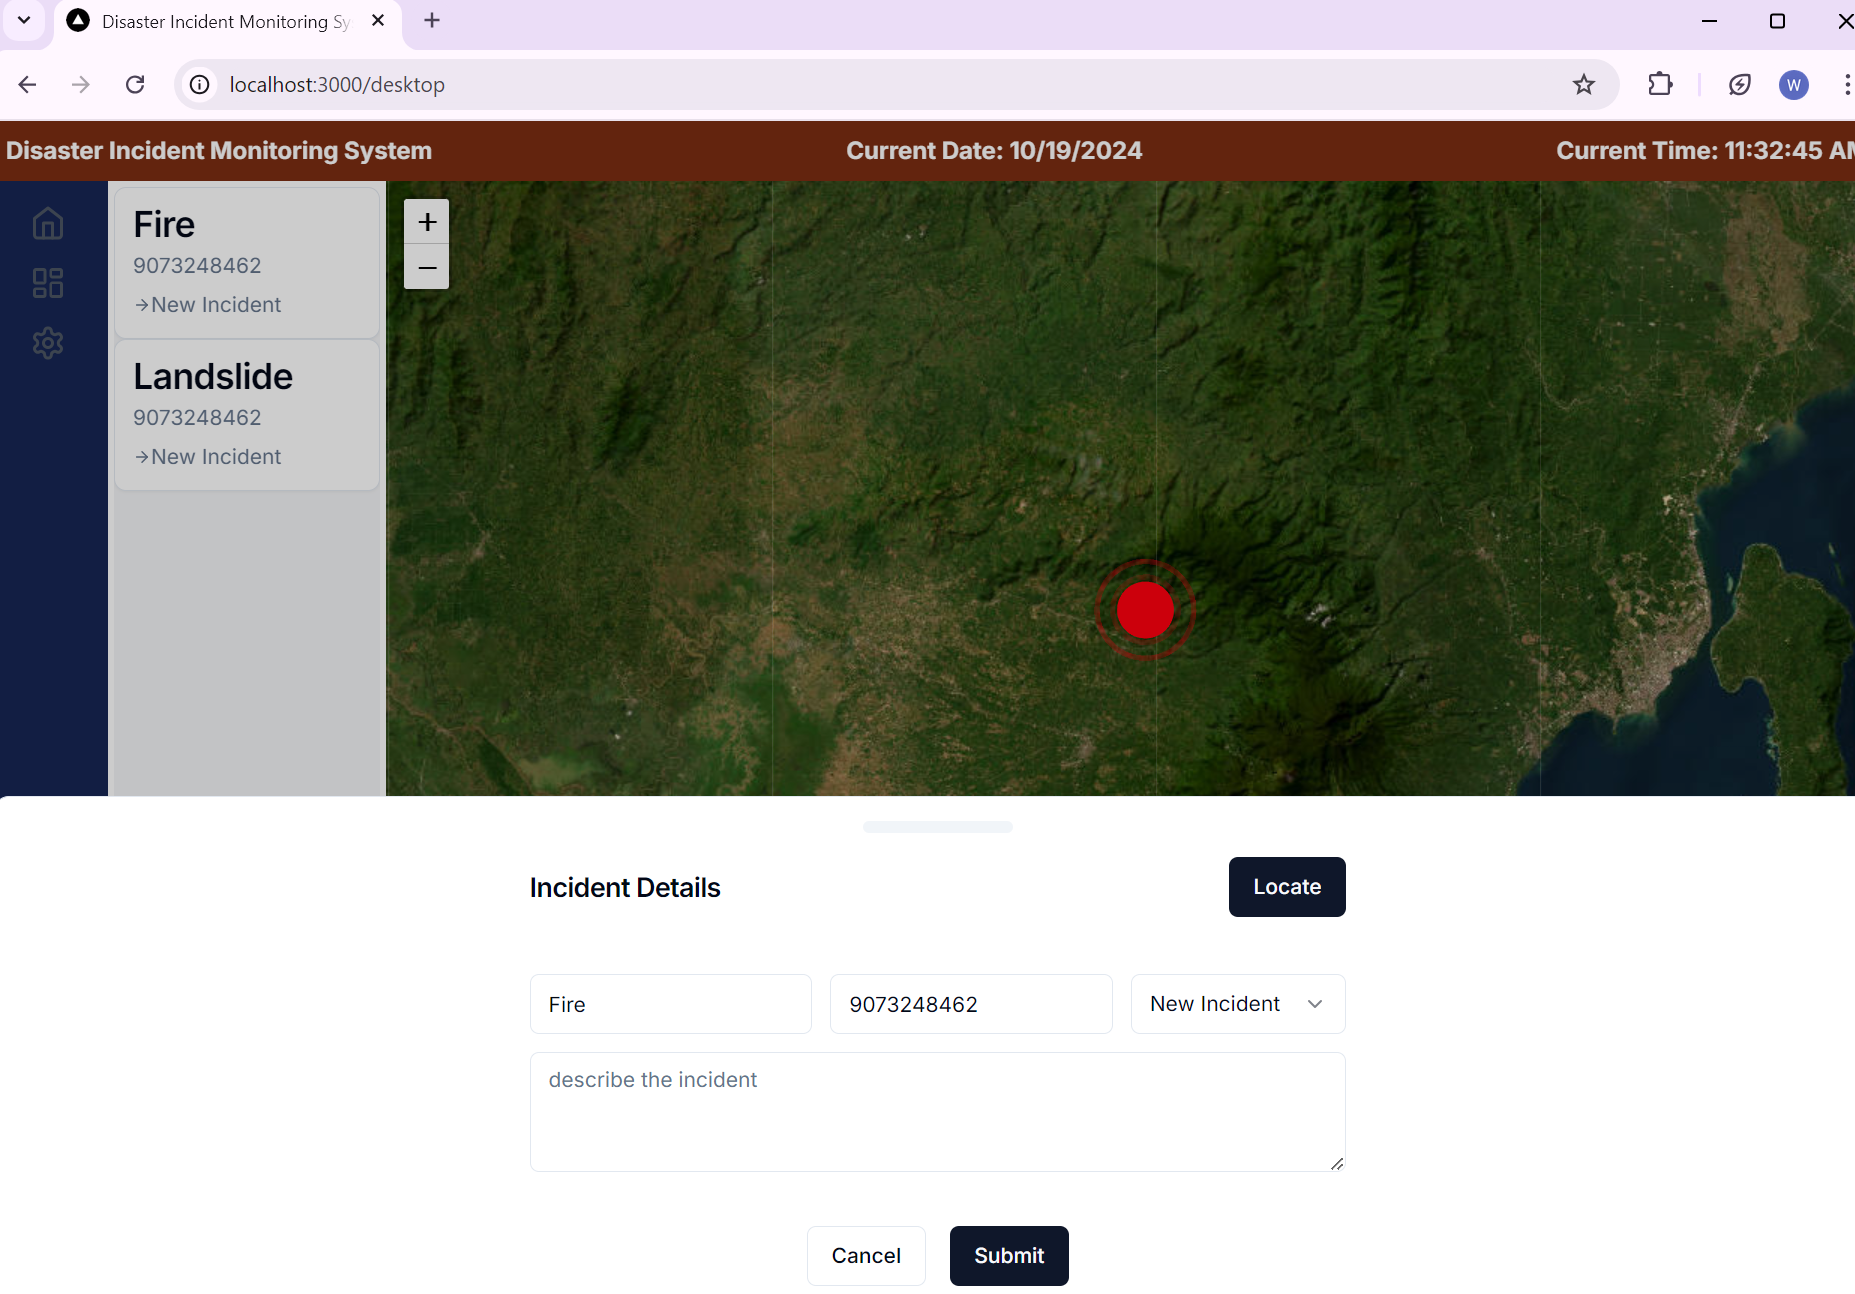 Disaster Incident Monitoring Sy
localhost:3000/desktop
W
Disaster Incident Monitoring System
Current Date: 10/19/2024
Current Time: 11:32:45 AM
Fire
9073248462
→New Incident
Landslide
9073248462
→New Incident
+
−
Incident Details
Locate
Fire
9073248462
New Incident
describe the incident
Cancel
Submit